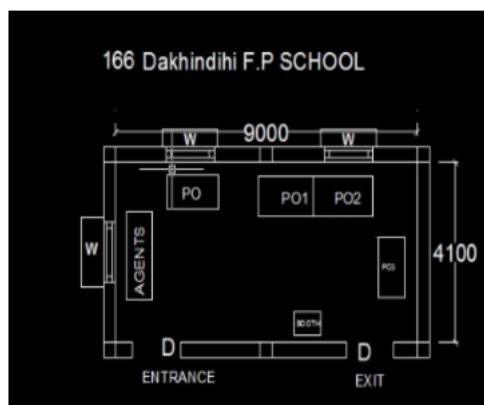 166 Dakhindihi F.P SCHOOL
9000
W
W
PO
PO1
PO2
W
AGENTS
PO3
4100
BOOTH
D
D
ENTRANCE
EXIT